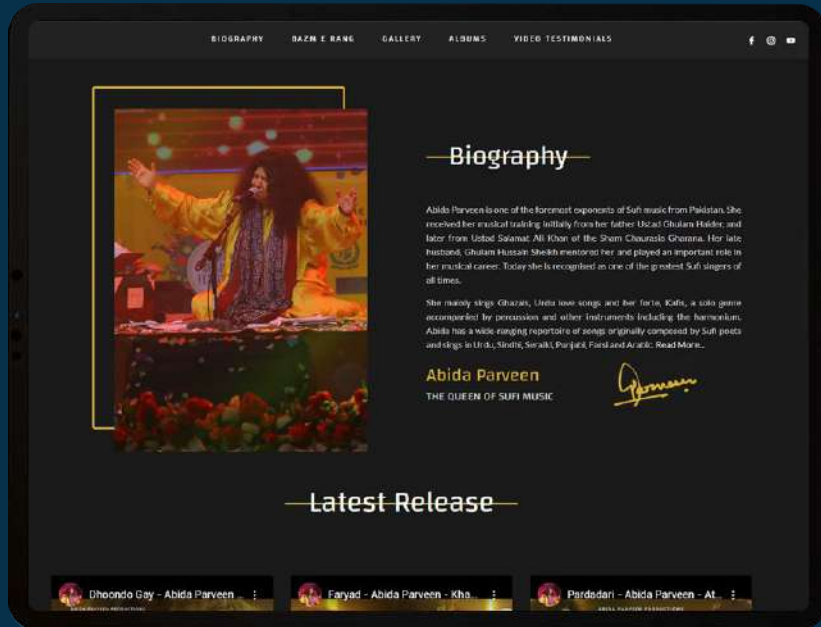 BIOGRAPHY BAZM E RANG GALLERY ALBUMS VIDEO TESTIMONIALS
Biography
Abida Parveen is one of the foremost exponents of Sufi music from Pakistan. She
received her musical training initially from her father Ustad Ghulam Haider, and
later from Ustad Salamat Ali Khan of the Sham Chaurasia Gharana. Her late
husband, Ghulam Hussain Sheikh mentored her and played an important role in
her musical career. Today she is recognised as one of the greatest Sufi singers of
all times.
She mainly sings Ghazals, Urdu love songs and her forte, Kafis, a solo genre
accompanied by percussion and other instruments including the harmonium.
Abida has a wide-ranging repertoire of songs originally composed by Sufi poets
and sings in Urdu, Sindhi, Seraiki, Punjabi, Farsi and Arabic. Read More...
Abida Parveen
THE QUEEN OF SUFI MUSIC
Parveen
Latest Release
Dhoondo Gay - Abida Parveen ...
Faryad - Abida Parveen - Kha...
Pardadari - Abida Parveen - At...
ABIDA PARVEEN PRODUCTIONS